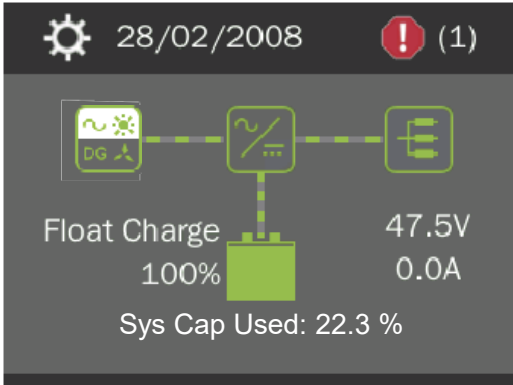 28/02/2008 ! (1)
DG
Float Charge 47.5V
100% 0.0A
Sys Cap Used: 22.3 %